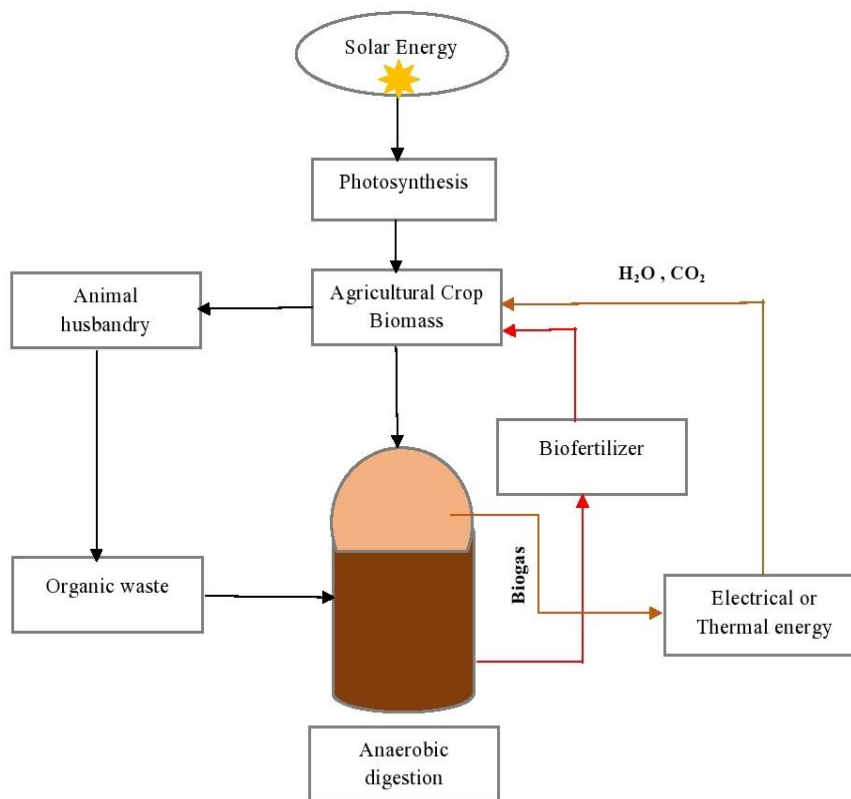 Solar Energy
Photosynthesis
H₂O , CO₂
Animal
husbandry
Agricultural Crop
Biomass
Biofertilizer
Biogas
Organic waste
Electrical or
Thermal energy
Anaerobic
digestion